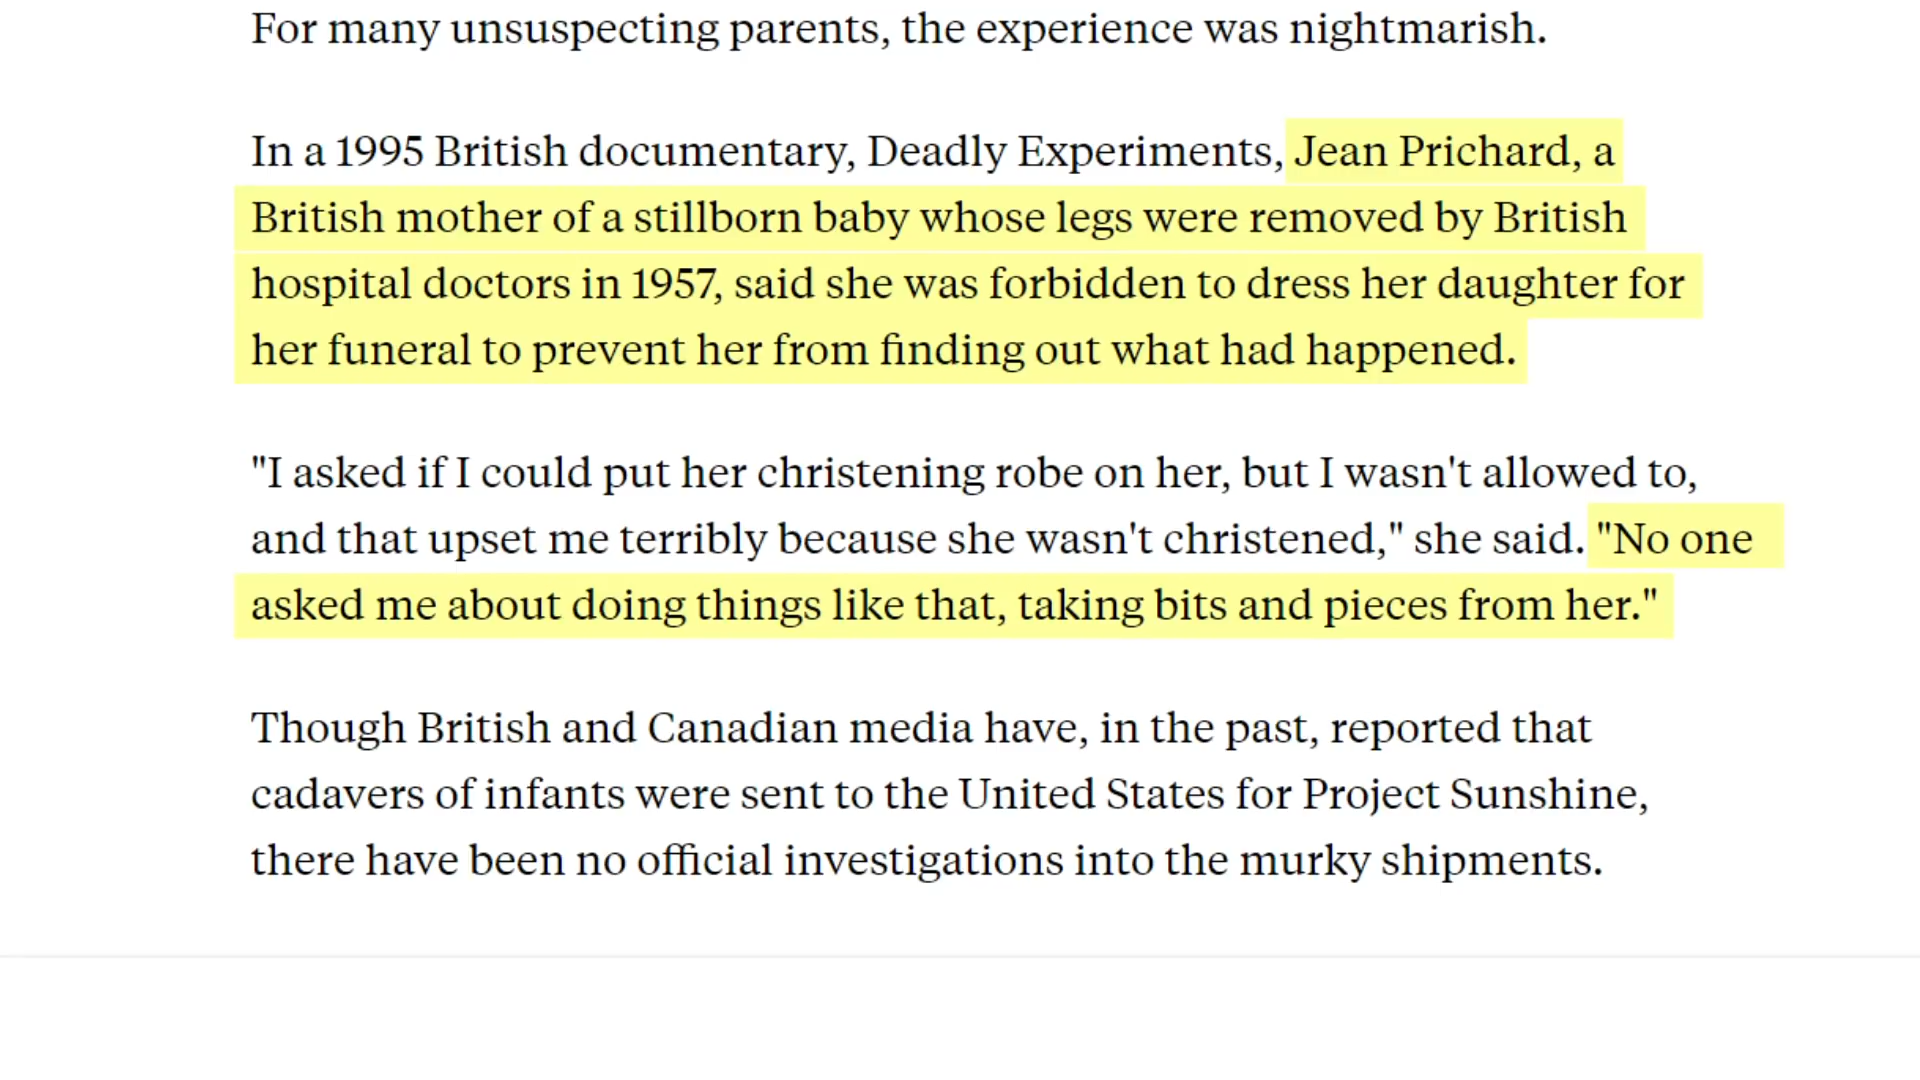 For many unsuspecting parents, the experience was nightmarish.
In a 1995 British documentary, Deadly Experiments, Jean Prichard, a
British mother of a stillborn baby whose legs were removed by British
hospital doctors in 1957, said she was forbidden to dress her daughter for
her funeral to prevent her from finding out what had happened.
"I asked if I could put her christening robe on her, but I wasn't allowed to,
and that upset me terribly because she wasn't christened," she said. "No one
asked me about doing things like that, taking bits and pieces from her."
Though British and Canadian media have, in the past, reported that
cadavers of infants were sent to the United States for Project Sunshine,
there have been no official investigations into the murky shipments.